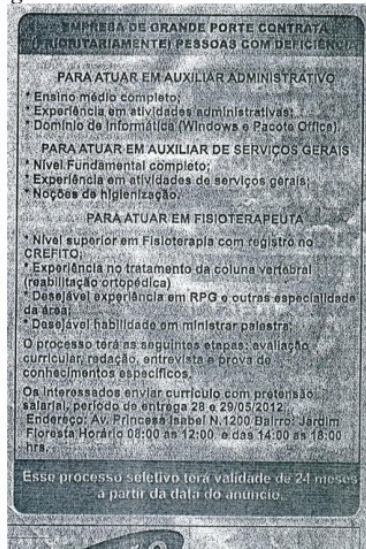 EMPRESA DE GRANDE PORTE CONTRATA
(PRIORITARIAMENTE) PESSOAS COM DEFICIÊNCIA
PARA ATUAR EM AUXILIAR ADMINISTRATIVO
* Ensino médio completo;
* Experiência em atividades administrativas;
* Domínio de Informática (Windows e Pacote Office).
PARA ATUAR EM AUXILIAR DE SERVIÇOS GERAIS
* Nível Fundamental completo;
* Experiência em atividades de serviços gerais;
* Noções de higienização.
PARA ATUAR EM FISIOTERAPEUTA
* Nível superior em Fisioterapia com registro no
CREFITO;
* Experiência no tratamento da coluna vertebral
(reabilitação ortopédica)
* Desejável experiência em RPG e outras especialidade
da área;
* Desejável habilidade em ministrar palestra;
O processo terá as seguintes etapas: avaliação
curricular, redação, entrevista e prova de
conhecimentos específicos.
Os interessados enviar currículo com pretensão
salarial, período de entrega 28 e 29/05/2012
Endereço: Av. Princesa Isabel N.1200 Bairro: Jardim
Floresta Horário 08:00 as 12:00 e das 14:00 as 18:00
hrs.
Esse processo seletivo terá validade de 24 meses
a partir da data do anúncio.